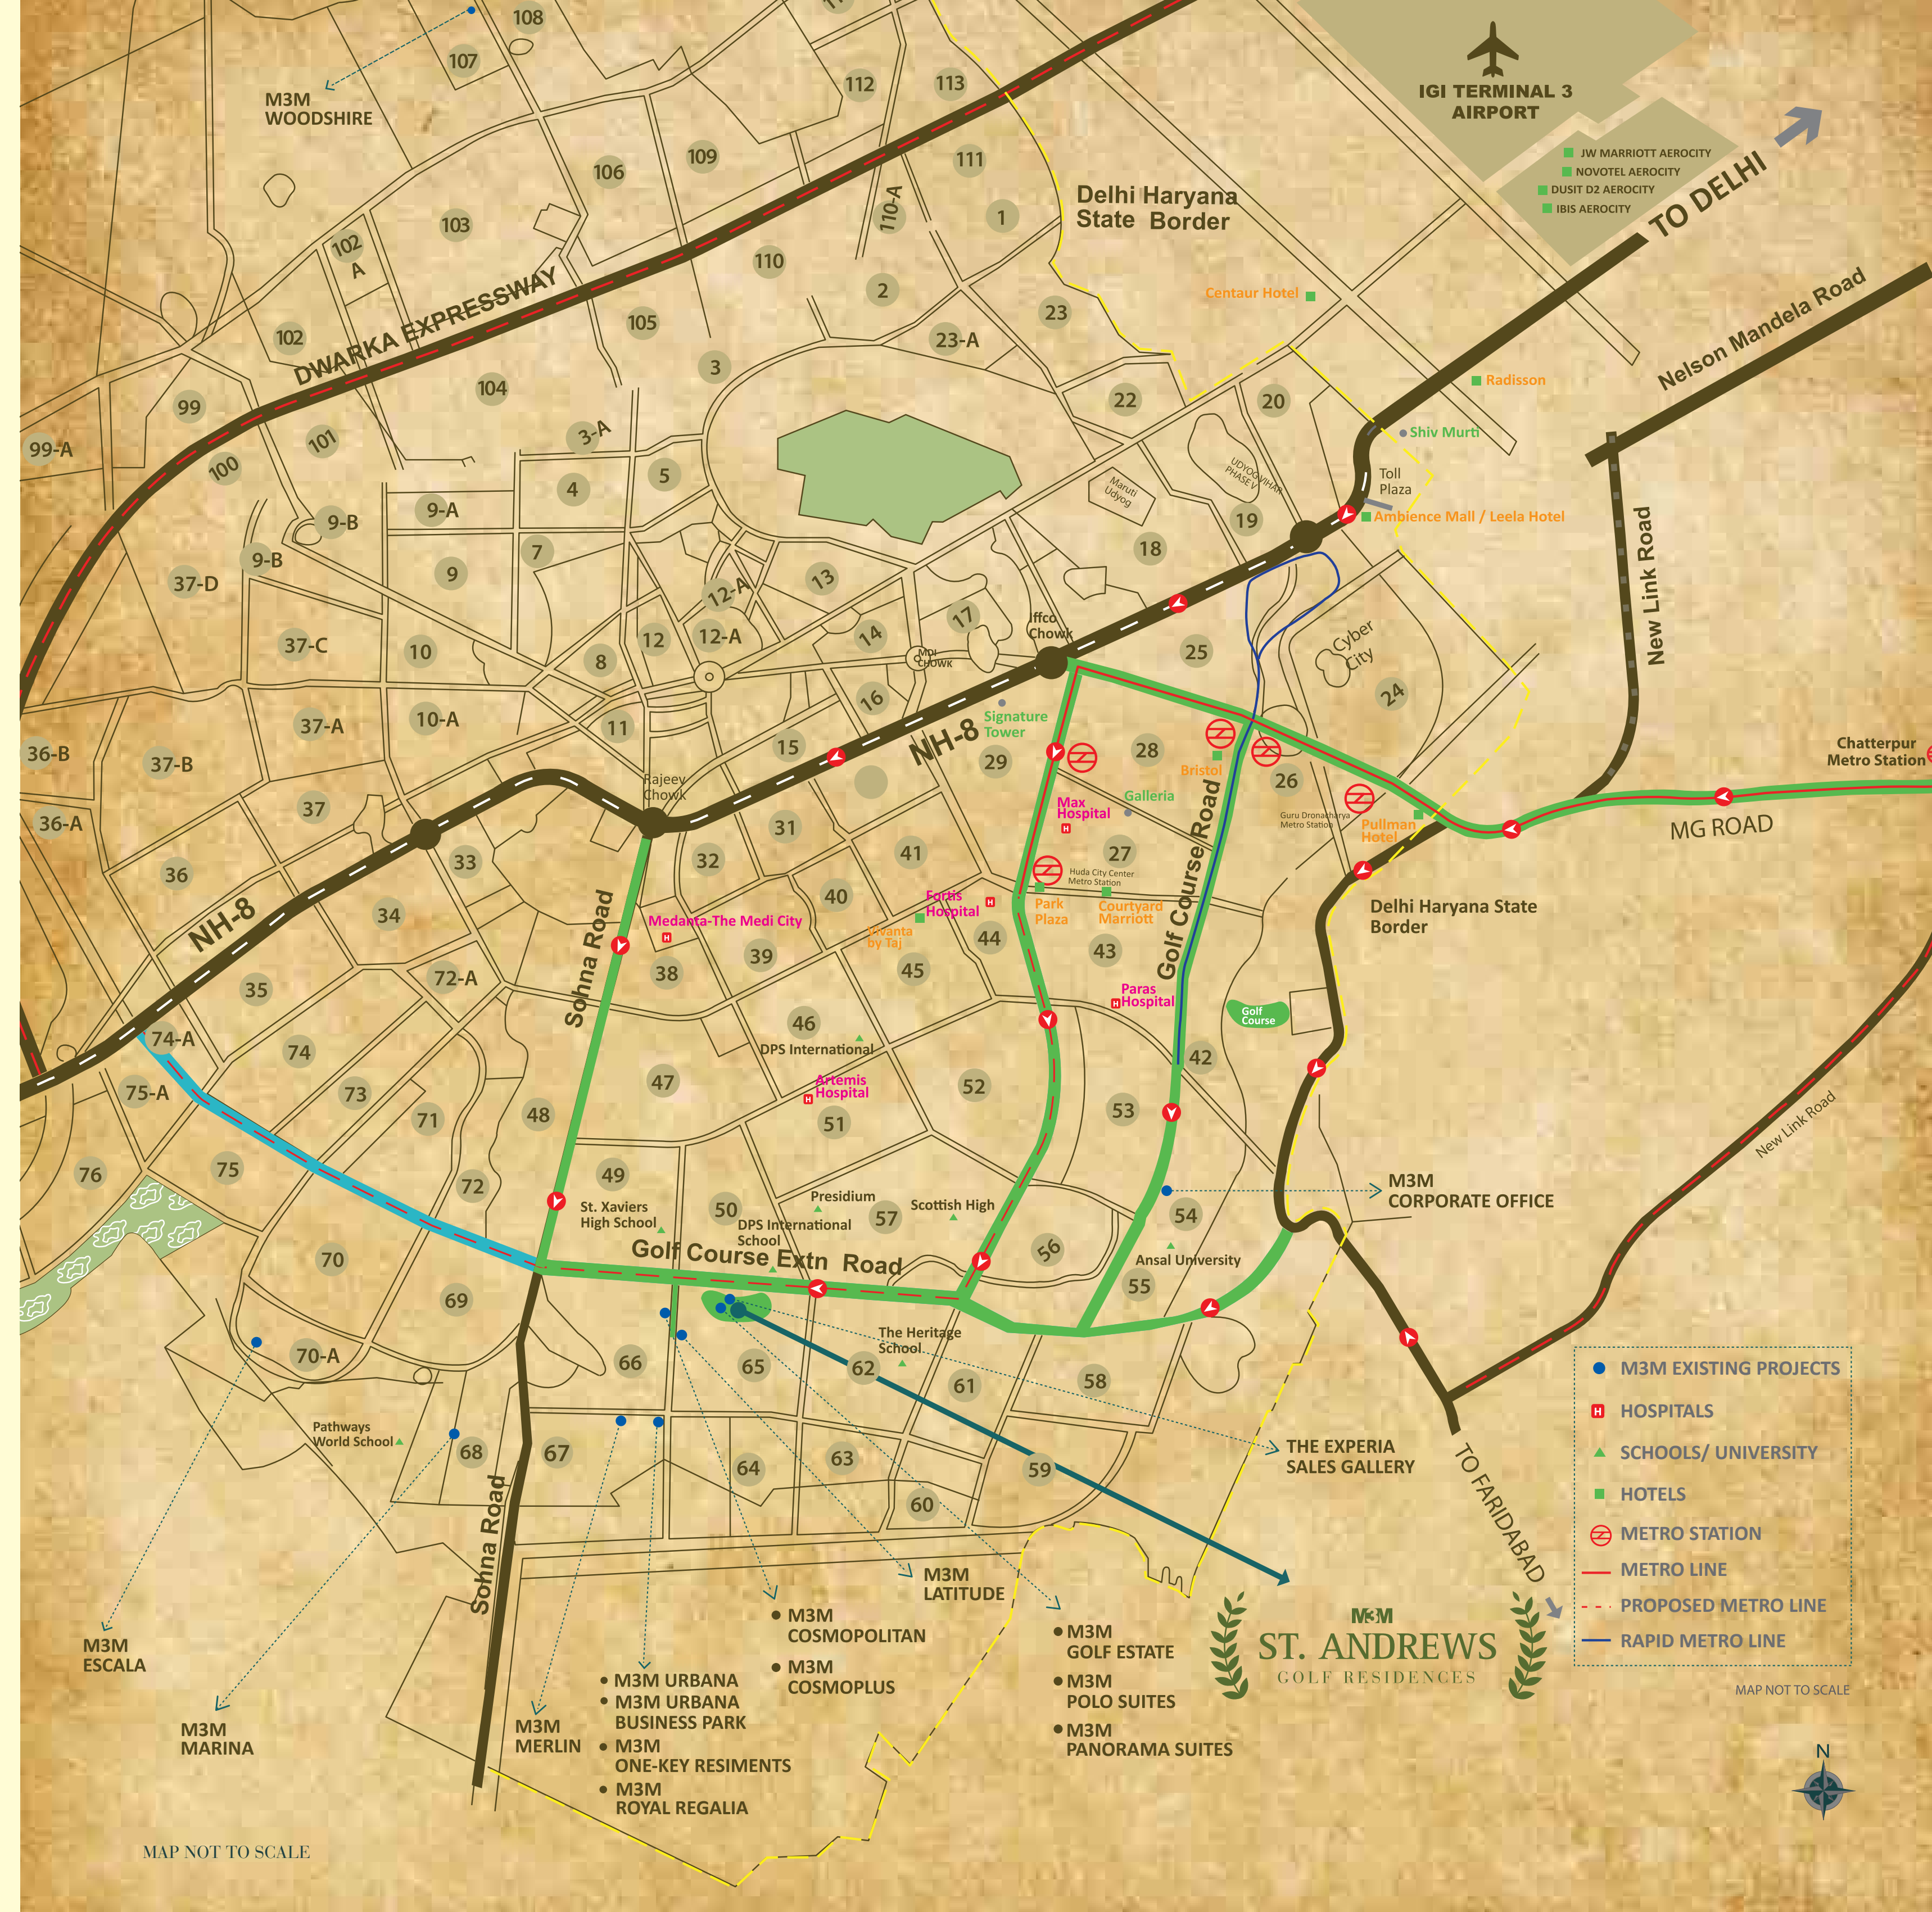 108
107
M3M
WOODSHIRE
112
113
109
106
111
110-A
1
103
102
A
110
2
102
105
3
104
23-A
23
22
20
DWARKA EXPRESSWAY
Delhi Haryana
State Border
IGI TERMINAL 3
AIRPORT
JW MARRIOTT AEROCITY
NOVOTEL AEROCITY
DUSIT D2 AEROCITY
IBIS AEROCITY
TO DELHI
Nelson Mandela Road
Centaur Hotel
Radisson
Shiv Murti
Toll
Plaza
Ambience Mall / Leela Hotel
New Link Road
99
99-A
100
101
3-A
4
5
9-A
9-B
9-B
7
9
37-D
37-C
10
8
12
12-A
12-A
13
14
17
MDI
CHOWK
Iffco
Chowk
Maruti
Udyog
UDYOG VIHAR
PHASE V
19
18
25
Cyber
City
24
37-A
10-A
11
16
15
36-B
37-B
37
36-A
36
33
34
35
NH-8
NH-8
Rajeev
Chowk
Signature
Tower
29
28
Bristol
26
Galleria
Max
Hospital
27
Guru Dronacharya
Metro Station
Pullman
Hotel
Chatterpur
Metro Station
MG ROAD
31
32
41
40
Fortis
Hospital
Huda City Center
Metro Station
Park
Plaza
Courtyard
Marriott
Golf Course Road
Vivanta
by Taj
Medanta-The Medi City
38
39
45
44
43
Paras
Hospital
Golf
Course
Delhi Haryana State
Border
Sohna Road
72-A
74-A
74
75-A
73
71
48
47
46
DPS International
Artemis
Hospital
51
52
53
42
New Link Road
76
75
72
49
50
St. Xaviers
High School
DPS International
School
Presidium
57
Scottish High
56
54
Ansal University
55
M3M
CORPORATE OFFICE
Golf Course Extn Road
70
69
70-A
66
65
62
The Heritage
School
61
58
Pathways
World School
68
67
64
63
60
59
Sohna Road
THE EXPERIA
SALES GALLERY
TO FARIDABAD
M3M EXISTING PROJECTS
H HOSPITALS
SCHOOLS/ UNIVERSITY
HOTELS
METRO STATION
METRO LINE
PROPOSED METRO LINE
RAPID METRO LINE
MAP NOT TO SCALE
M3M
ESCALA
M3M
MARINA
M3M
MERLIN
M3M URBANA
M3M URBANA
BUSINESS PARK
M3M
ONE-KEY RESIMENTS
M3M
ROYAL REGALIA
M3M
COSMOPOLITAN
M3M
COSMOPLUS
M3M
LATITUDE
M3M
GOLF ESTATE
M3M
POLO SUITES
M3M
PANORAMA SUITES
M3M
ST. ANDREWS
GOLF RESIDENCES
N
MAP NOT TO SCALE